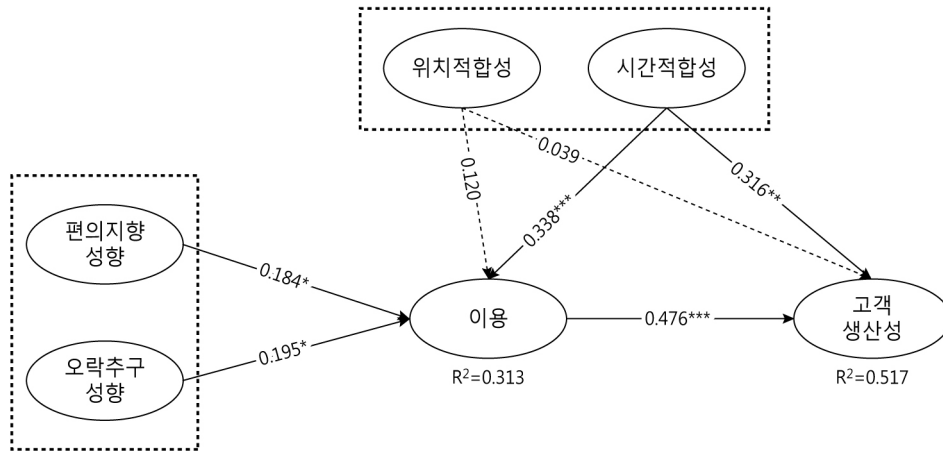 위치적합성
시간적합성
0.120
0.039
0.338***
0.316**
편의지향
성향
0.184*
오락추구
성향
0.195*
이용
R²=0.313
0.476***
고객
생산성
R²=0.517